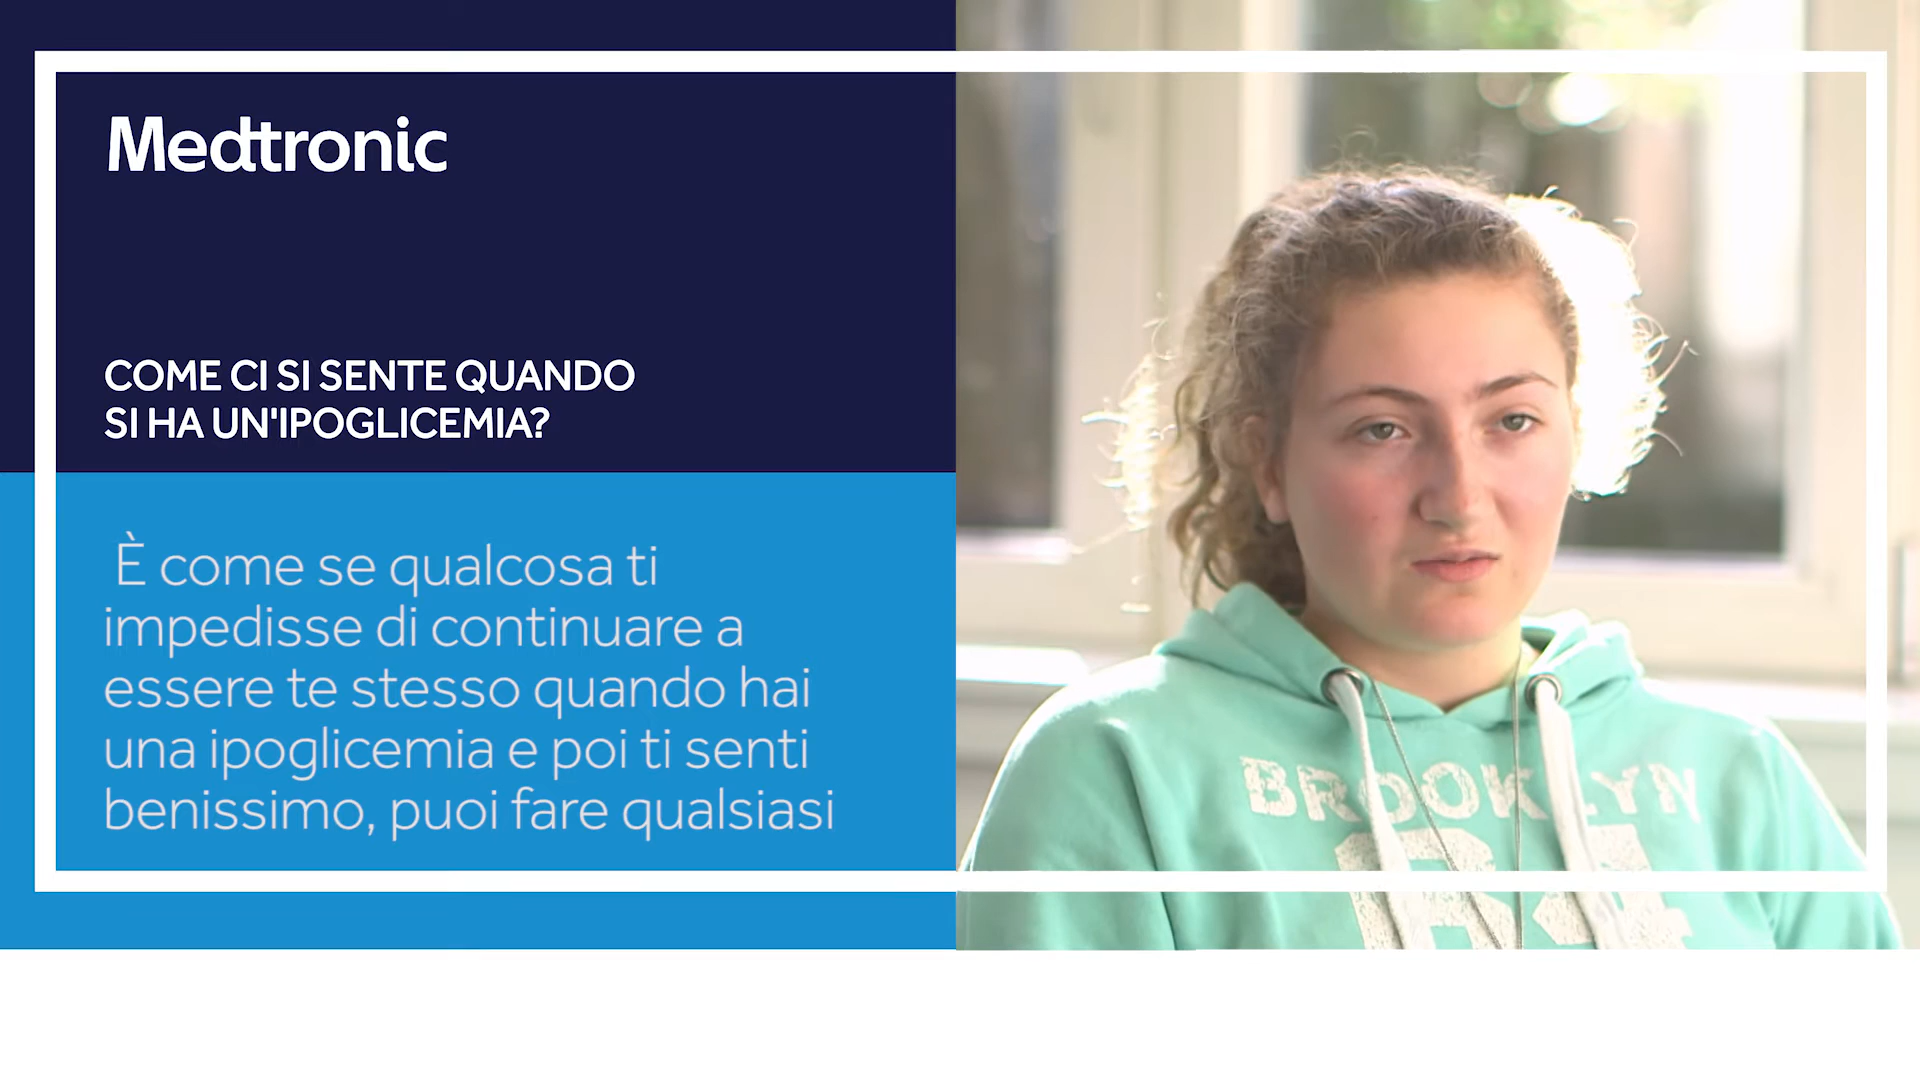 Medtronic
COME CI SI SENTE QUANDO
SI HA UN'IPOGLICEMIA?
È come se qualcosa ti
impedisse di continuare a
essere te stesso quando hai
una ipoglicemia e poi ti senti
benissimo, puoi fare qualsiasi
BROOKLYN